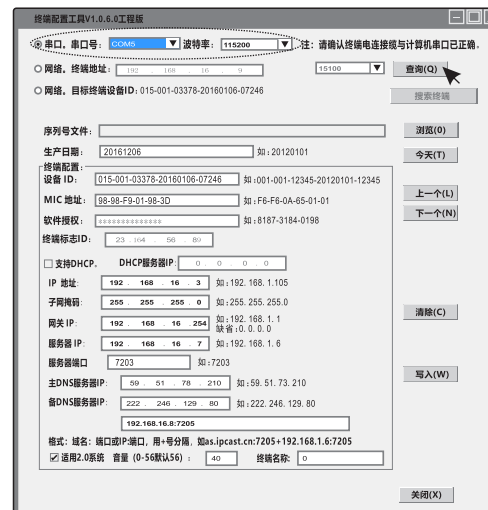 终端配置工具V1.0.6.0工程版
串口，串口号： COM5 波特率： 115200 注：请确认终端电连接缆与计算机串口已正确。
网络，终端地址： 192 . 168 . 16 . 9 15100 查询(Q)
网络，目标终端设备ID：015-001-03378-20160106-07246 搜索终端
序列号文件： 浏览(0)
生产日期： 20161206 如：20120101 今天(T)
终端配置：
设备 ID： 015-001-03378-20160106-07246 如：001-001-12345-20120101-12345
MIC 地址： 98-98-F9-01-98-3D 如：F6-F6-0A-65-01-01 上一个(L)
软件授权： ************** 如：8187-3184-0198 下一个(N)
终端标志ID： 23 . 164 . 56 . 89
支持DHCP。 DHCP服务器IP： 0 . 0 . 0 . 0
IP 地址： 192 . 168 . 16 . 3 如：192. 168. 1.105
子网掩码： 255 . 255 . 255 . 0 如：255. 255. 255.0
网关 IP： 192 . 168 . 16 .254 如：192. 168. 1. 1 清除(C)
缺省：0. 0. 0. 0
服务器 IP： 192 . 168 . 16 . 7 如：192. 168. 1. 6
服务器端口 7203 如：7203
主DNS服务器IP： 59 . 51 . 78 . 210 如：59. 51. 73. 210 写入(W)
备DNS服务器IP： 222 . 246 . 129 . 80 如：222. 246. 129. 80
192.168.16.8:7205
格式：域名：端口或IP:端口，用+号分隔，如as.ipcast.cn:7205+192.168.1.6:7205
适用2.0系统 音量（0-56默认56）： 40 终端名称: 0
关闭(X)